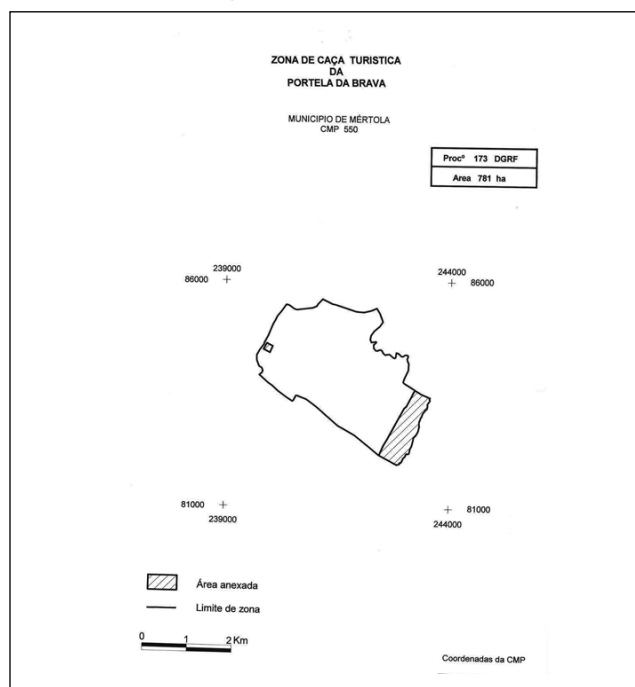 ZONA DE CAÇA TURISTICA
DA
PORTELA DA BRAVA
MUNICIPIO DE MÉRTOLA
CMP 550
Procº 173 DGRF
Area 781 ha
239000
86000
244000
86000
81000
239000
81000
244000
Área anexada
Limite de zona
0 1 2 Km
Coordenadas da CMP